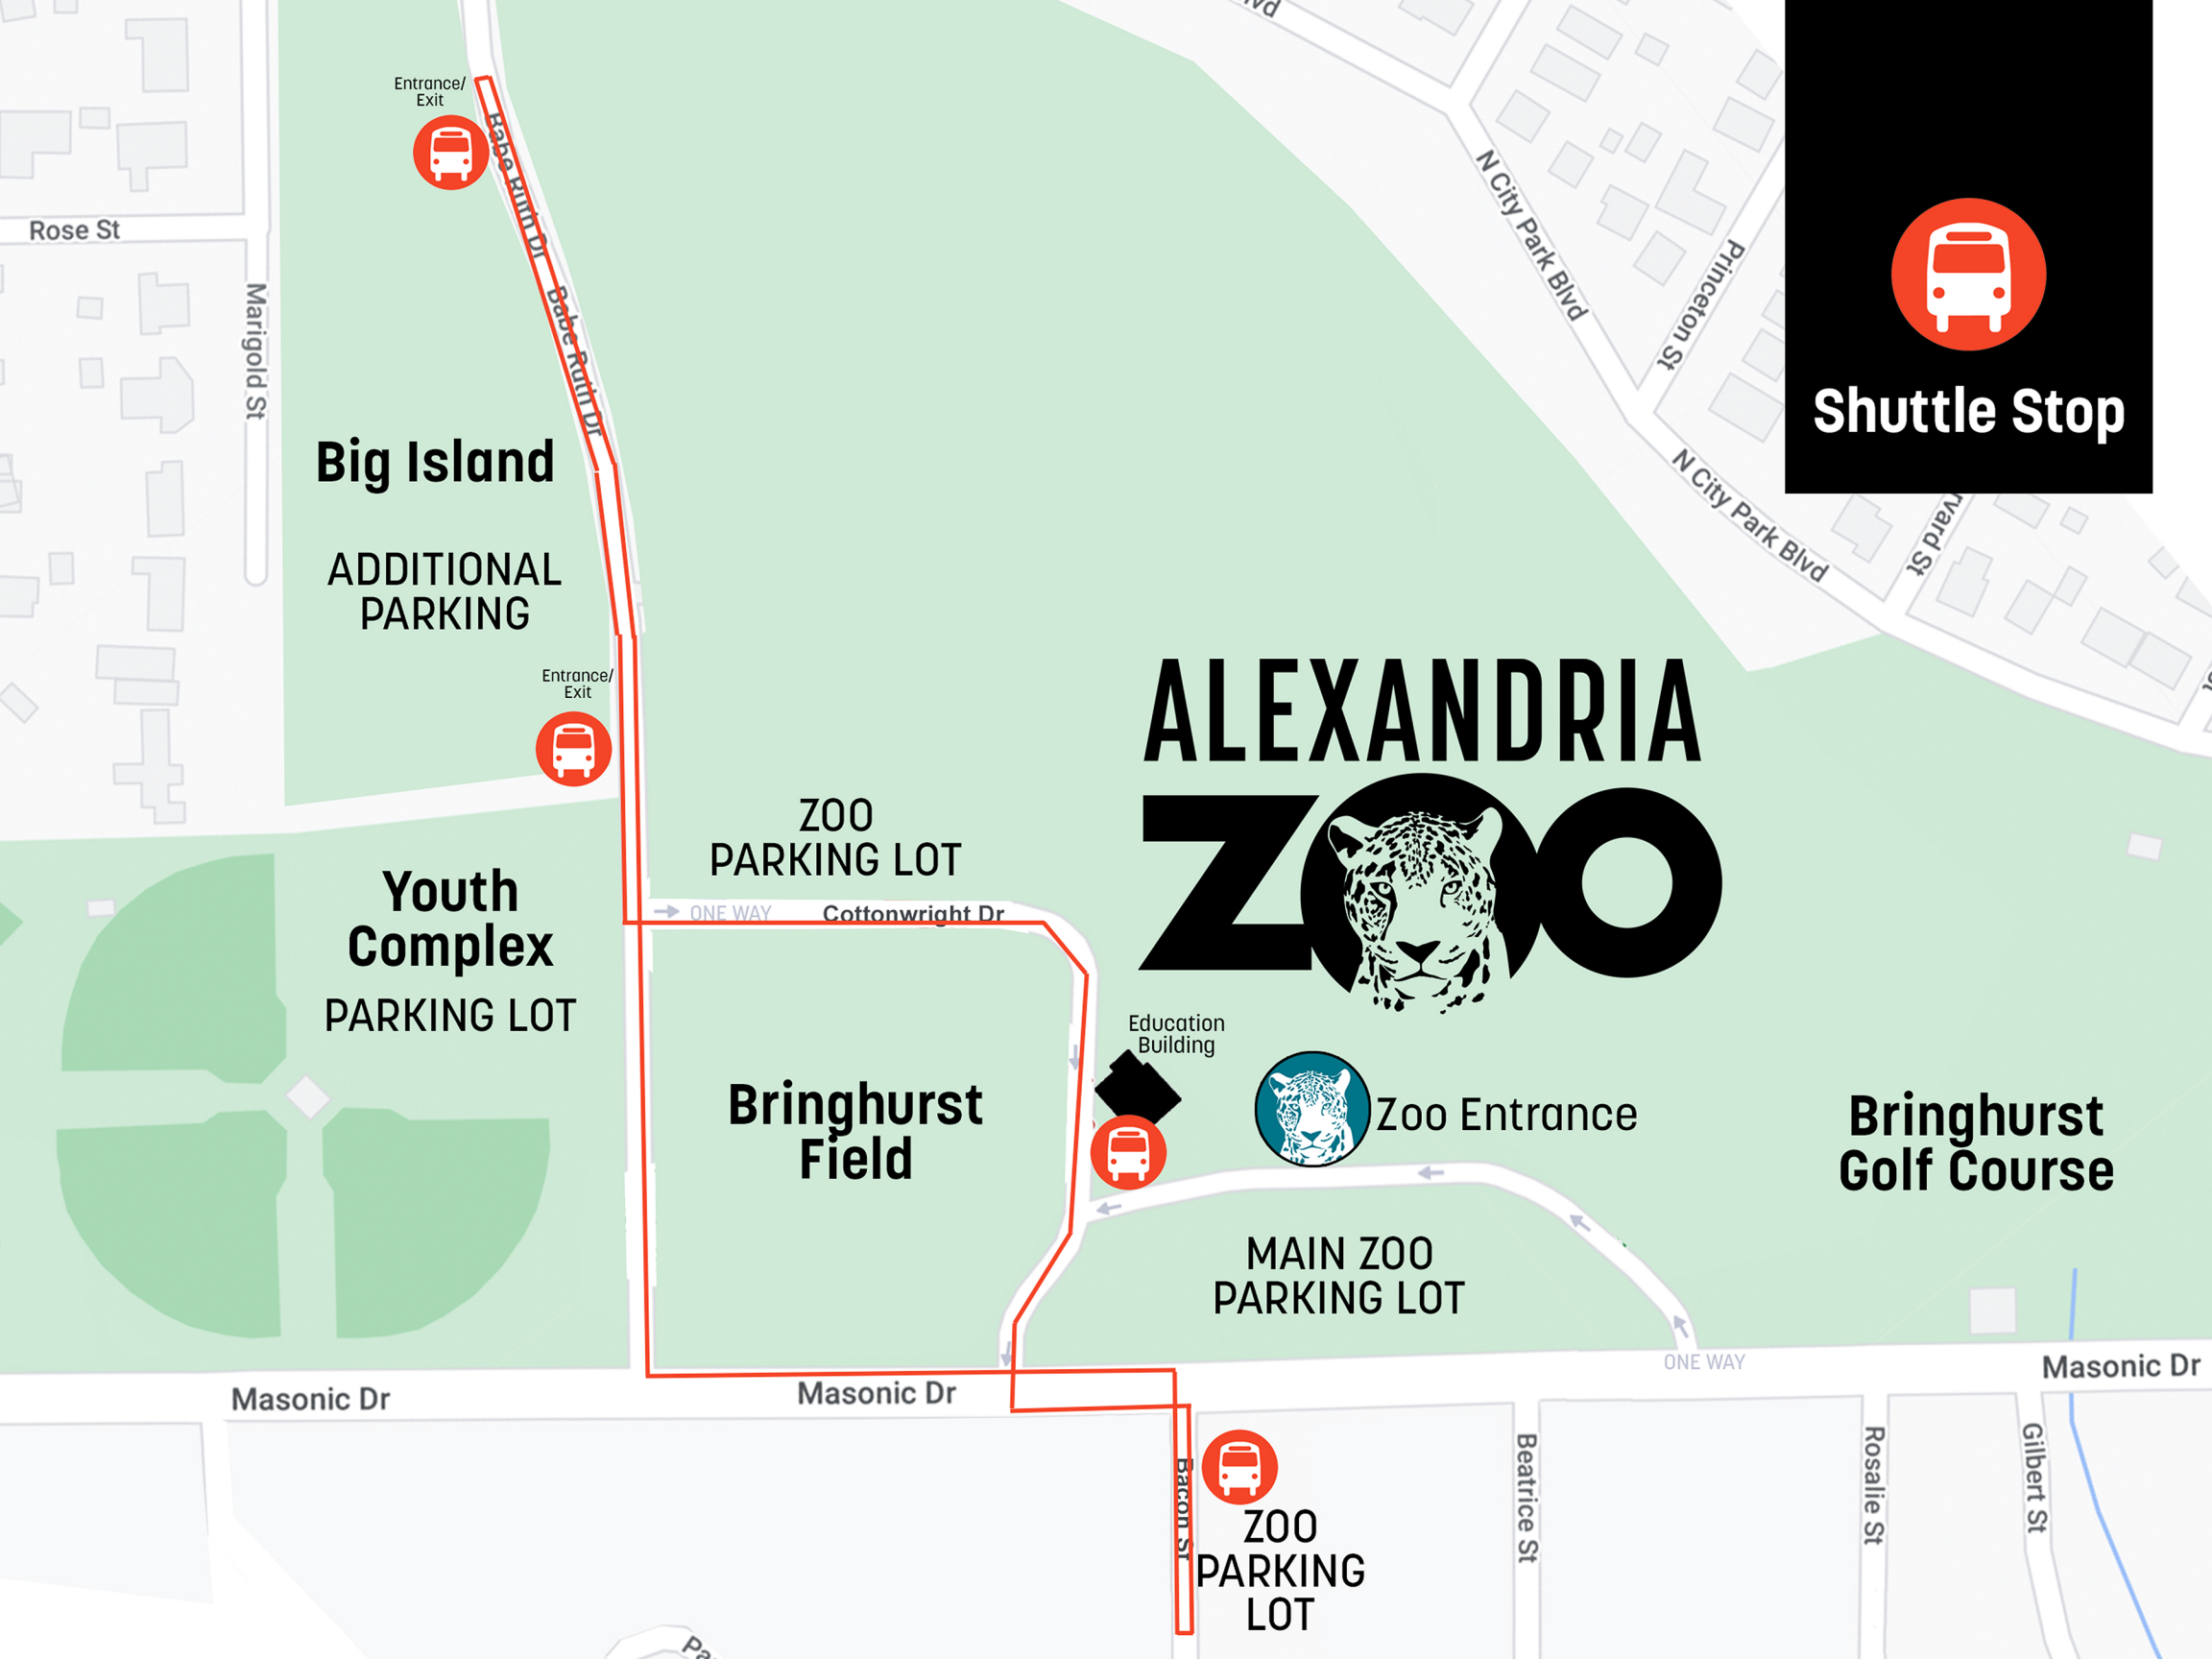 Entrance/
Exit
Babe Ruth Dr
Babe Ruth Dr
Rose St
Marigold St
Big Island
ADDITIONAL
PARKING
Entrance/
Exit
N City Park Blvd
Princeton St
N City Park Blvd
Shuttle Stop
ALEXANDRIA
ZOO
ZOO
PARKING LOT
ONE WAY
Cottonwright Dr
Youth
Complex
PARKING LOT
Education
Building
Bringhurst
Field
Zoo Entrance
Bringhurst
Golf Course
MAIN ZOO
PARKING LOT
ONE WAY
Masonic Dr
Masonic Dr
Masonic Dr
Bacon St
ZOO
PARKING
LOT
Beatrice St
Rosalie St
Gilbert St